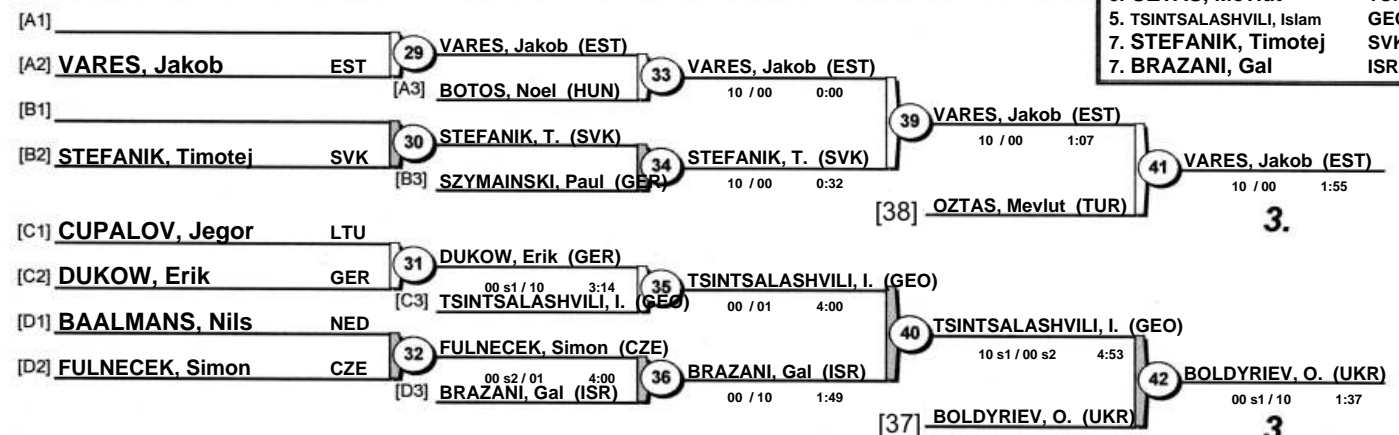 5. TSINTSALASHVILI, Islam
7. STEFANIK, Timotej SVK
7. BRAZANI, Gal ISR
[A1]
[A2] VARES, Jakob EST
29 VARES, Jakob (EST)
[A3] BOTOS, Noel (HUN)
33 VARES, Jakob (EST)
10 / 00 0:00
[B1]
[B2] STEFANIK, Timotej SVK
30 STEFANIK, T. (SVK)
[B3] SZYMAINSKI, Paul (GER)
34 STEFANIK, T. (SVK)
10 / 00 0:32
39 VARES, Jakob (EST)
10 / 00 1:07
[38] OZTAS, Mevlut (TUR)
41 VARES, Jakob (EST)
10 / 00 1:55
3.
[C1] CUPALOV, Jegor LTU
[C2] DUKOW, Erik GER
31 DUKOW, Erik (GER)
00 s1 / 10 3:14
[C3] TSINTSALASHVILI, I. (GEO)
35 TSINTSALASHVILI, I. (GEO)
00 / 01 4:00
[D1] BAALMANS, Nils NED
[D2] FULNECEK, Simon CZE
32 FULNECEK, Simon (CZE)
00 s2 / 01 4:00
[D3] BRAZANI, Gal (ISR)
36 BRAZANI, Gal (ISR)
00 / 10 1:49
40 TSINTSALASHVILI, I. (GEO)
10 s1 / 00 s2 4:53
[37] BOLDYRIEV, O. (UKR)
42 BOLDYRIEV, O. (UKR)
00 s1 / 10 1:37
3